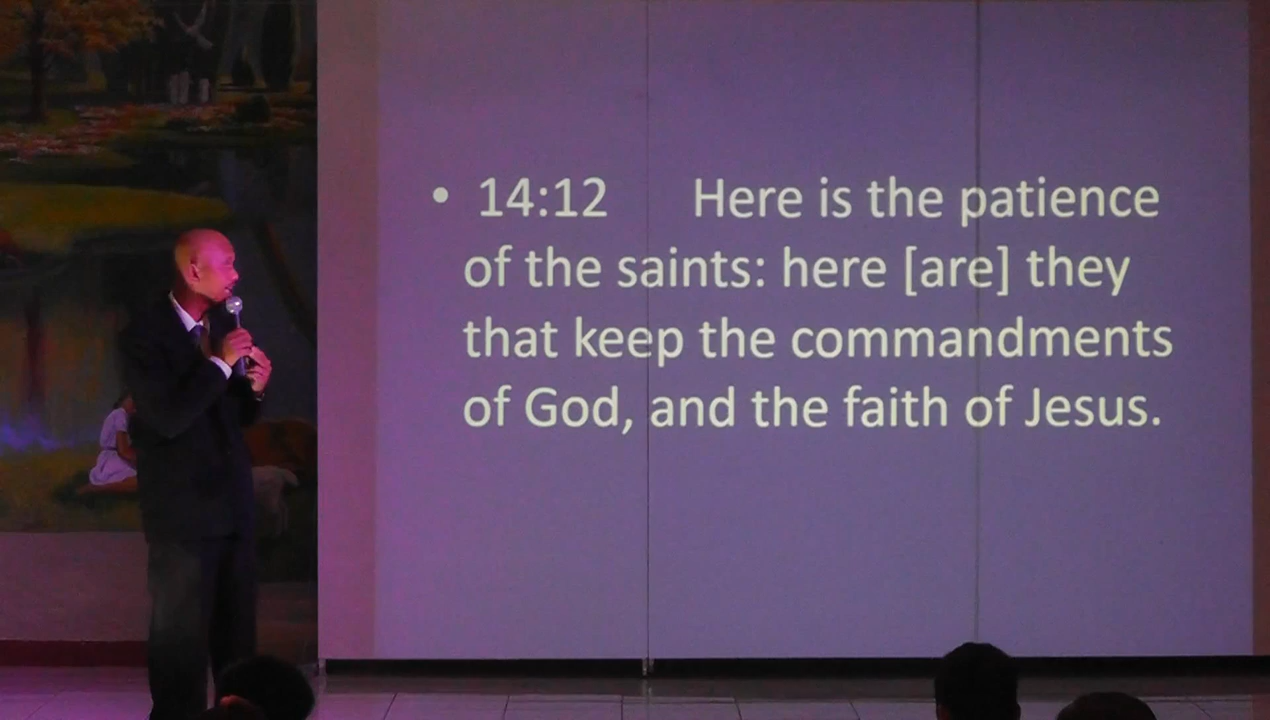 • 14:12 Here is the patience
of the saints: here [are] they
that keep the commandments
of God, and the faith of Jesus.